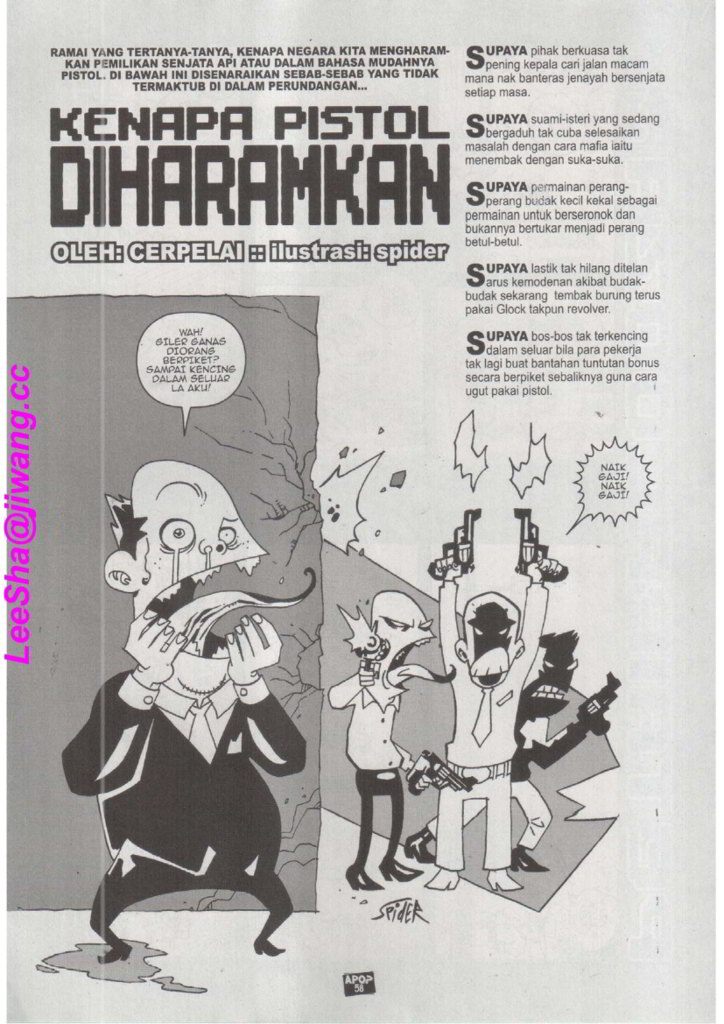 RAMAI YANG TERTANYA-TANYA, KENAPA NEGARA KITA MENGHARAM-
KAN PEMILIKAN SENJATA API ATAU DALAM BAHASA MUDAHNYA
PISTOL. DI BAWAH INI DISENARAIKAN SEBAB-SEBAB YANG TIDAK
TERMAKTUB DI DALAM PERUNDANGAN...
KENAPA PISTOL
DIHARAMKAN
OLEH: CERPELAI :: ilustrasi: spider
SUPAYA pihak berkuasa tak
pening kepala cari jalan macam
mana nak banteras jenayah bersenjata
setiap masa.
SUPAYA suami-isteri yang sedang
bergaduh tak cuba selesaikan
masalah dengan cara mafia iaitu
menembak dengan suka-suka.
SUPAYA permainan perang-
perang budak kecil kekal sebagai
permainan untuk berseronok dan
bukannya bertukar menjadi perang
betul-betul.
SUPAYA lastik tak hilang ditelan
arus kemodenan akibat budak-
budak sekarang tembak burung terus
pakai Glock takpun revolver.
SUPAYA bos-bos tak terkencing
dalam seluar bila para pekerja
tak lagi buat bantahan tuntutan bonus
secara berpiket sebaliknya guna cara
ugut pakai pistol.
WAH!
GILER GANAS
DIORANG
BERPIKET?
SAMPAI KENCING
DALAM SELUAR
LA AKU!
NAIK
GAJI!
NAIK
GAJI!
SPIDER
APOP
58
LeeSha@jiwang.cc